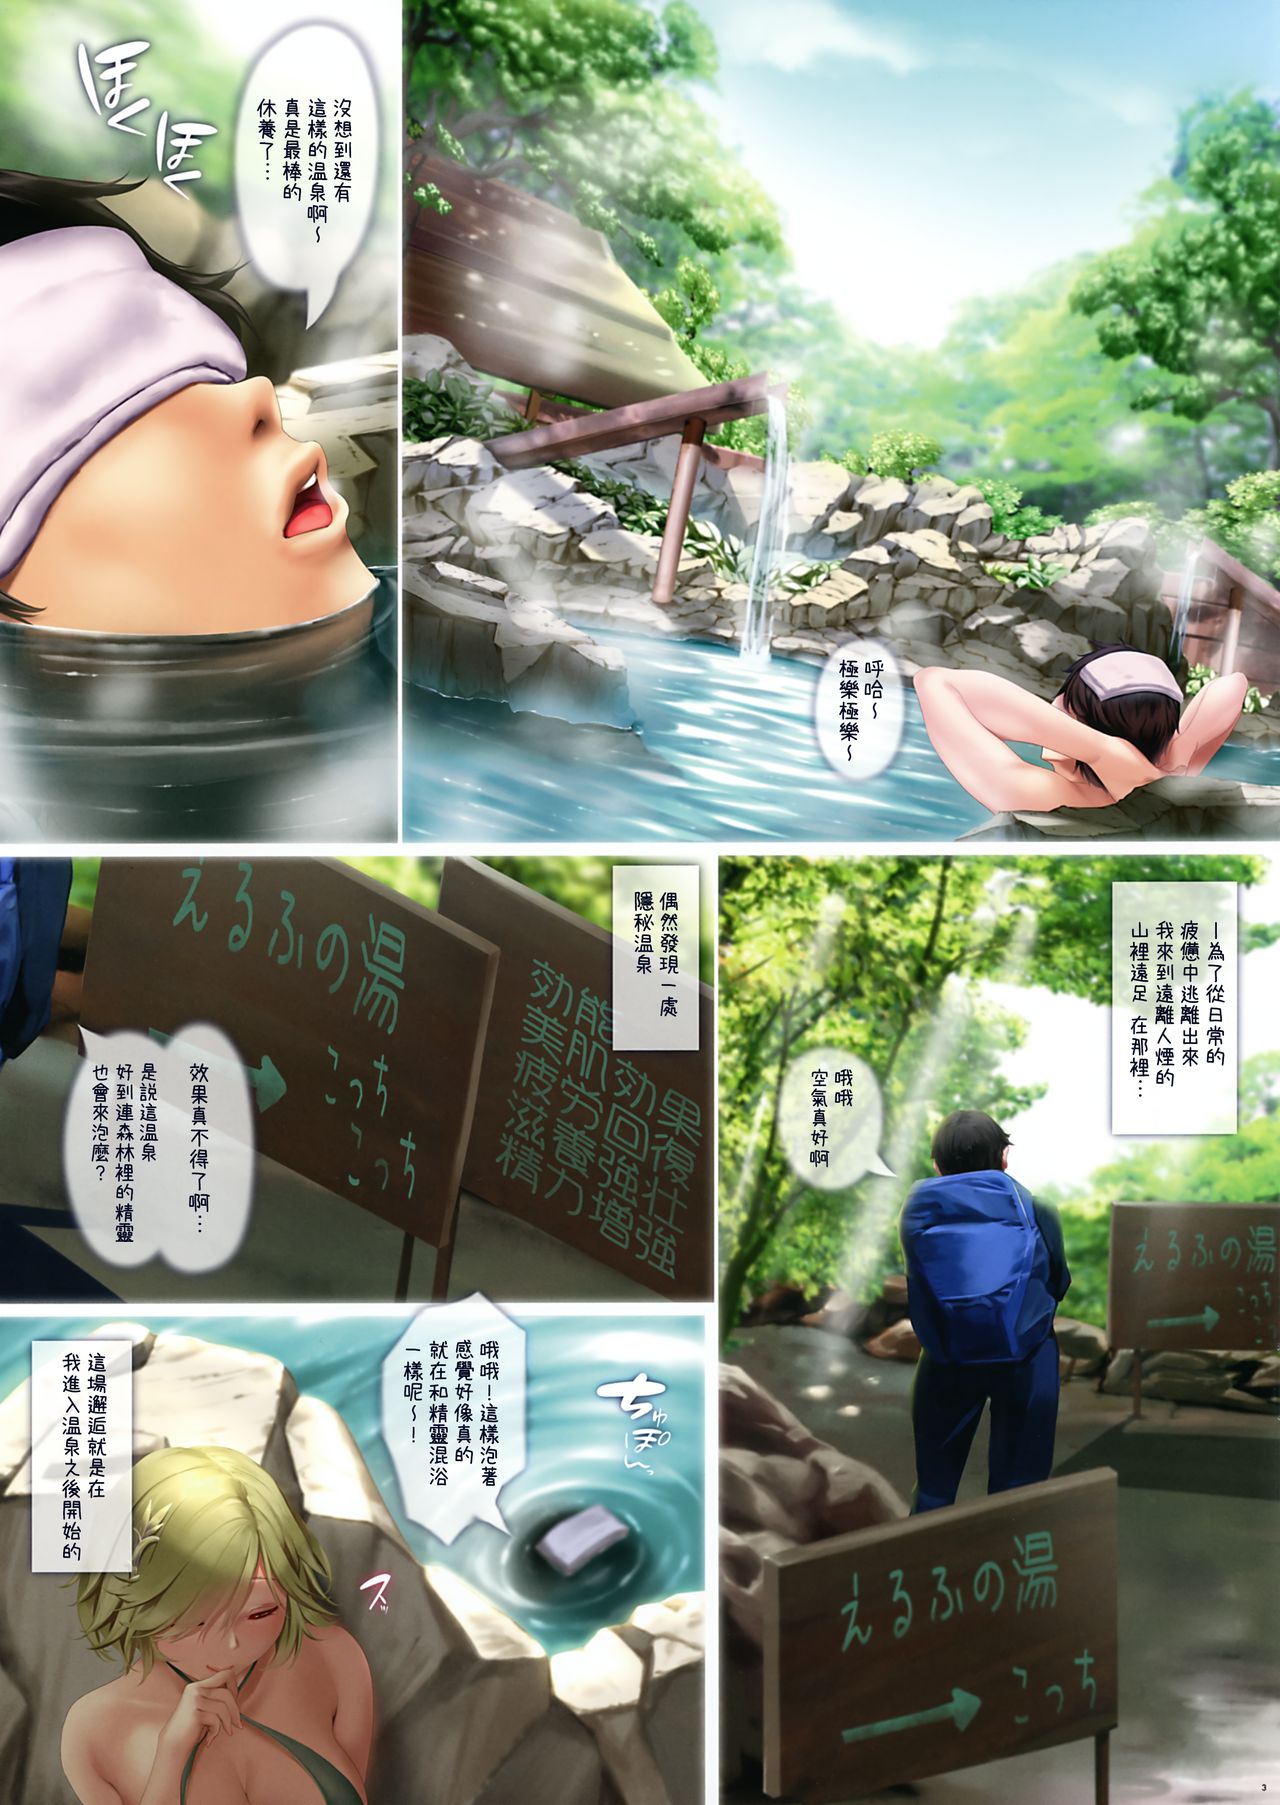 呼哈～
極樂極樂～
沒想到還有
這樣的温泉啊～
真是最棒的
休養了…
ほく
ほく
－為了從日常的
疲憊中逃離出來
我來到遠離人煙的
山裡遠足 在那裡…
哦哦
空氣真好啊
えるふの湯
→こっち
こ
えるふの湯
→こっち
偶然發現一處
隱秘温泉
効能
美肌効果
疲労回復
滋養強壮
精力増強
えるふの湯
→こっち
こっち
效果真不得了啊…
是説這温泉
好到連森林裡的精靈
也會來泡麼？
哦哦！這樣泡著
感覺好像真的
就在和精靈混浴
一樣呢～！
ちゅぽんっ
スッ
這場邂逅就是在
我進入温泉之後開始的
3